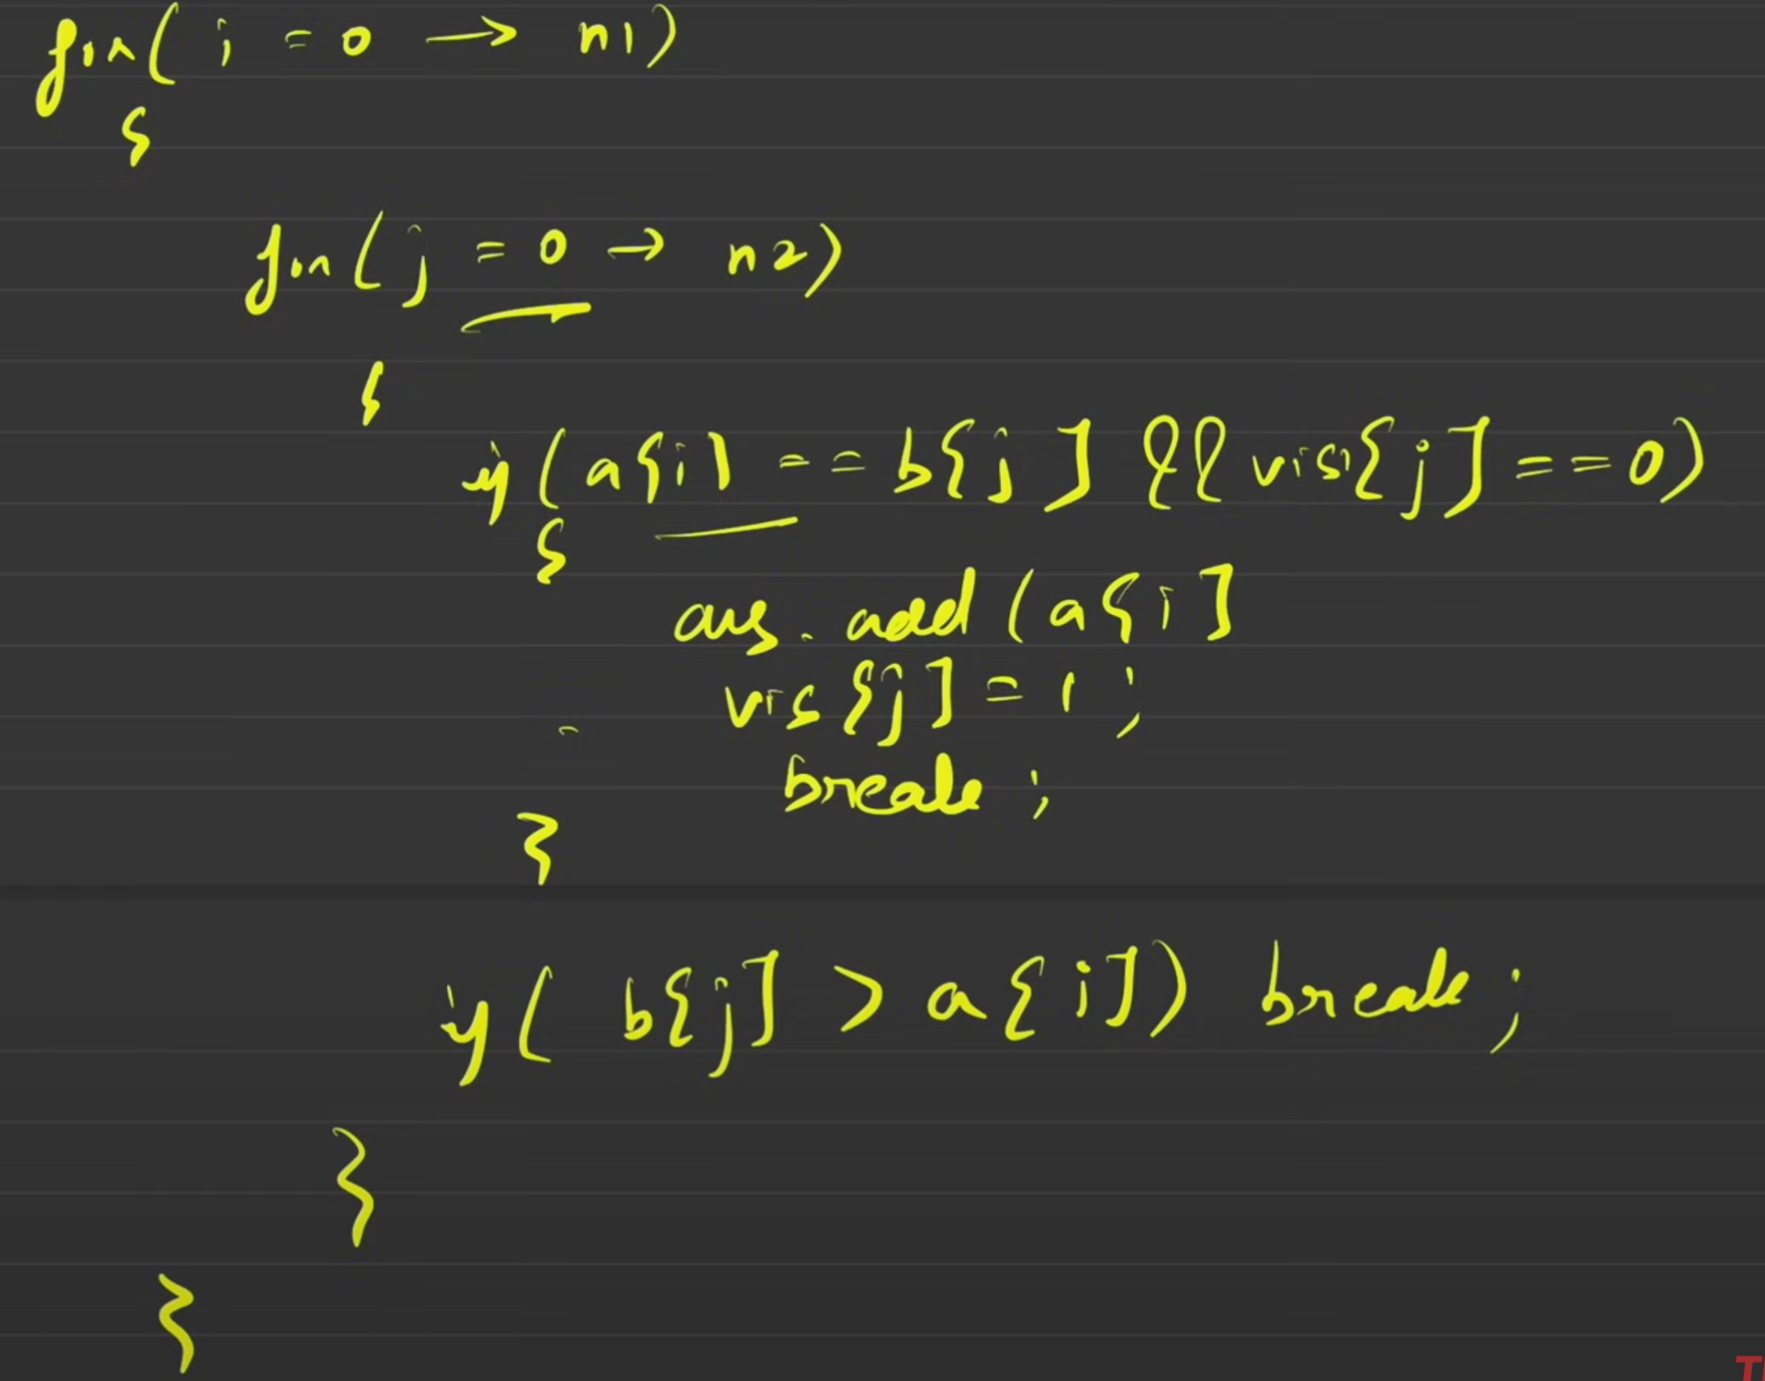 for( i = 0 → n1)
{
for( j = 0 → n2)
{
if( a[i] == b[j] && vis[j] == 0)
{
ans. add (a[i]
vis[j] = 1 ;
break ;
}
if( b[j] > a[i]) break ;
}
}